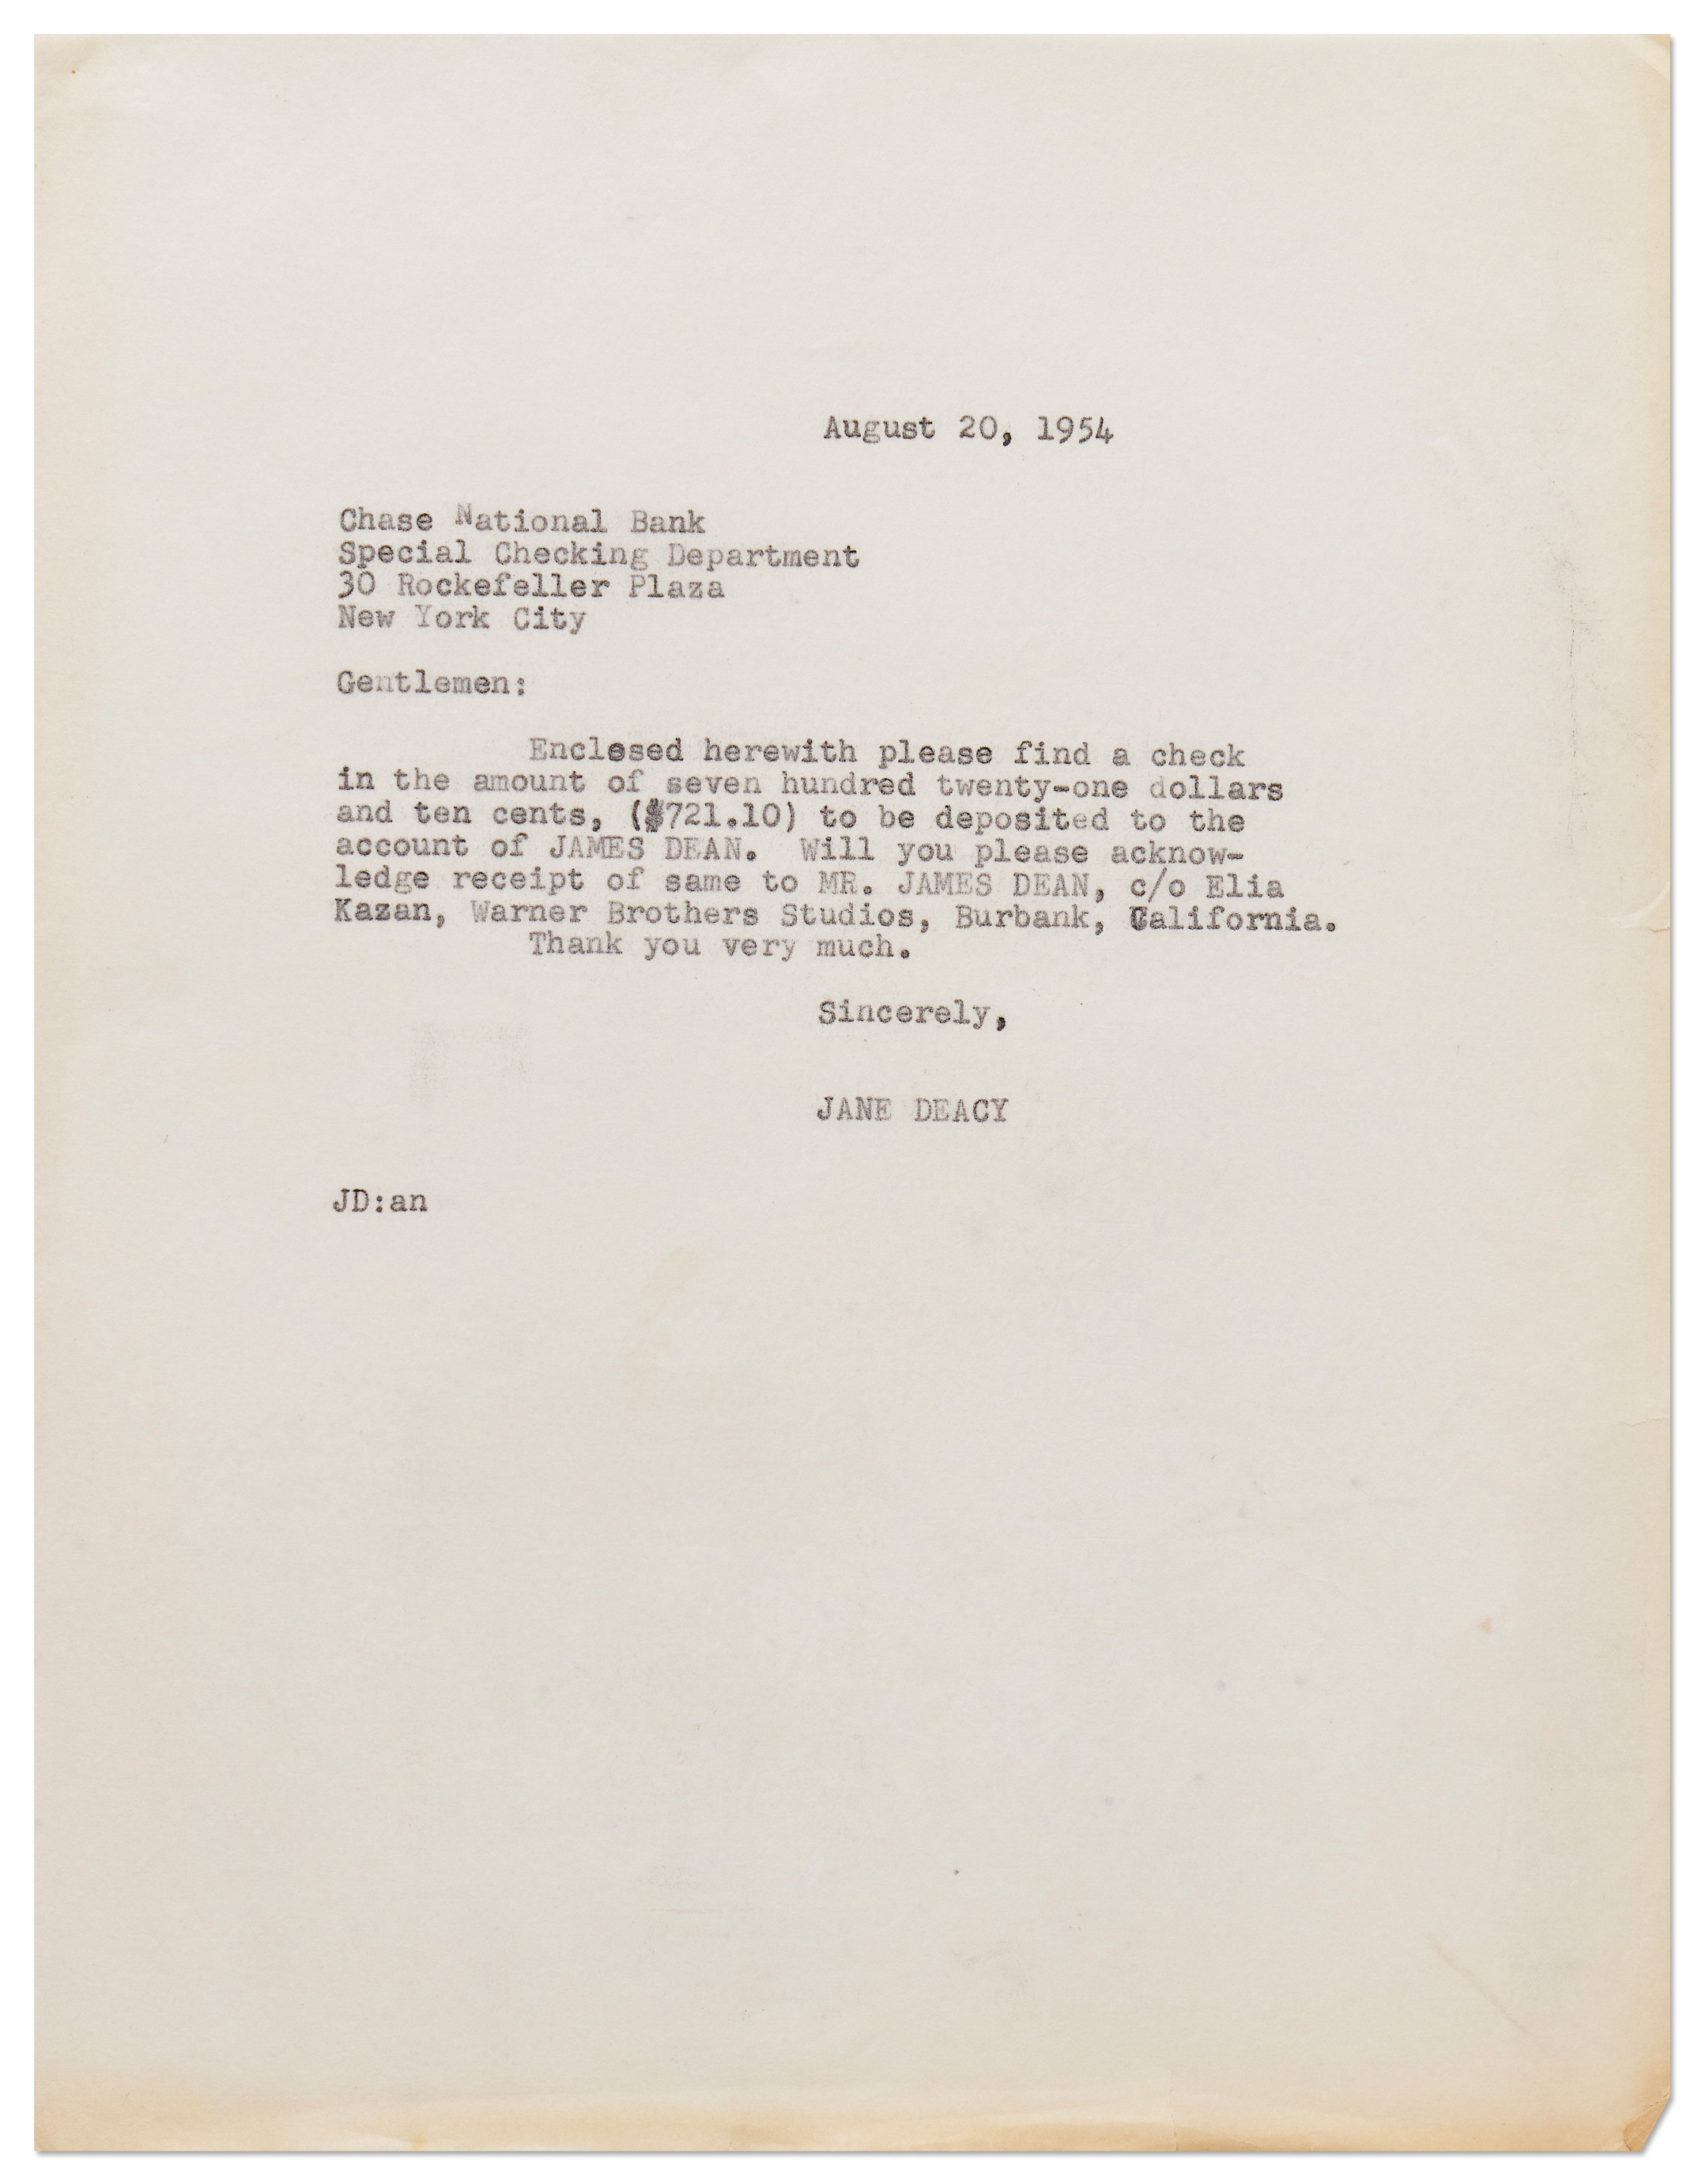 August 20, 1954
Chase National Bank
Special Checking Department
30 Rockefeller Plaza
New York City
Gentlemen:
Enclosed herewith please find a check
in the amount of seven hundred twenty-one dollars
and ten cents, ($721.10) to be deposited to the
account of JAMES DEAN. Will you please acknow-
ledge receipt of same to MR. JAMES DEAN, c/o Elia
Kazan, Warner Brothers Studios, Burbank, California.
Thank you very much.
Sincerely,
JANE DEACY
JD:an